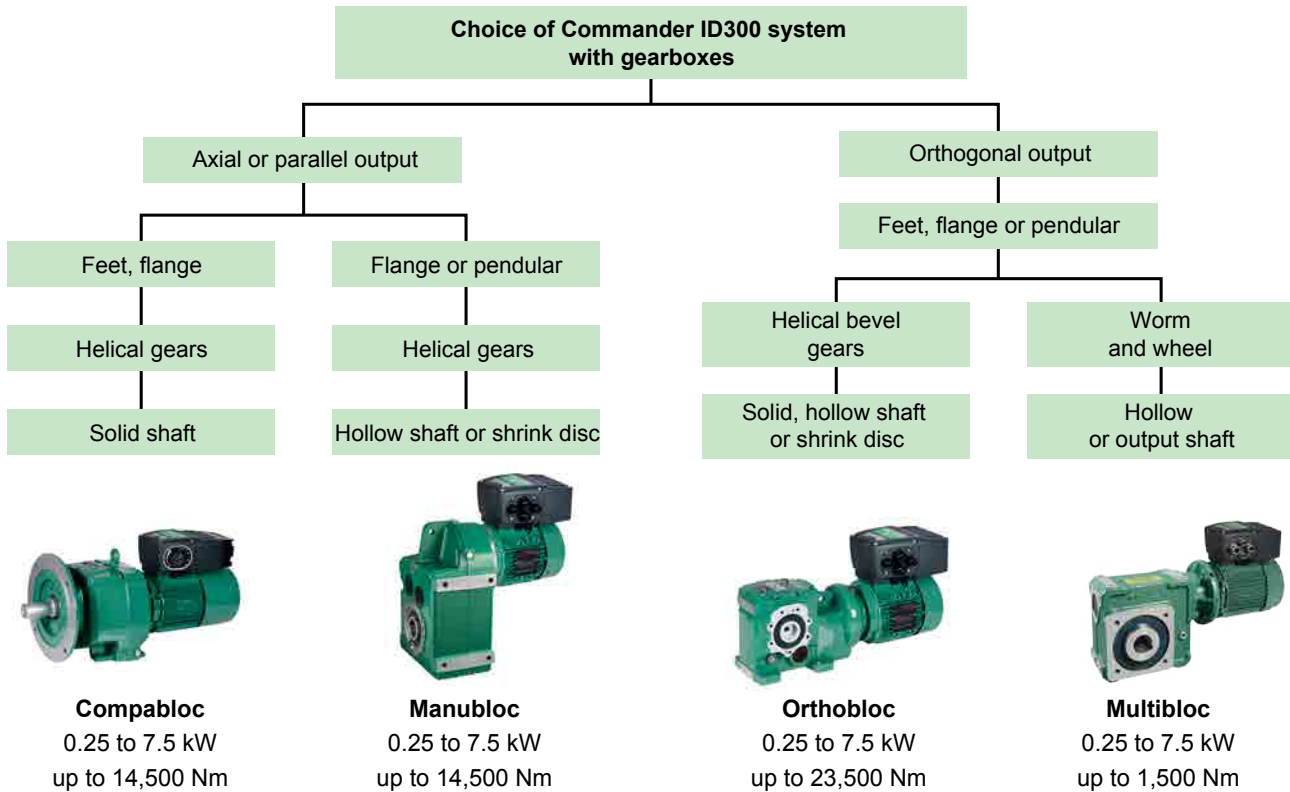 Choice of Commander ID300 system
with gearboxes
Axial or parallel output
Orthogonal output
Feet, flange or pendular
Feet, flange
Flange or pendular
Helical gears
Helical gears
Helical bevel
gears
Worm
and wheel
Solid shaft
Hollow shaft or shrink disc
Solid, hollow shaft
or shrink disc
Hollow
or output shaft
Compabloc
0.25 to 7.5 kW
up to 14,500 Nm
Manubloc
0.25 to 7.5 kW
up to 14,500 Nm
Orthobloc
0.25 to 7.5 kW
up to 23,500 Nm
Multibloc
0.25 to 7.5 kW
up to 1,500 Nm